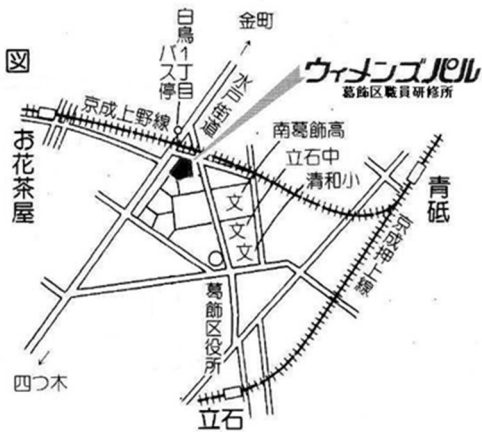 図
金町
白鳥1丁目
バス停
水戸街道
ウィメンズパル
葛飾区職員研修所
京成上野線
お花茶屋
南葛飾高
立石中
清和小
文
文
文
青砥
京成押上線
葛飾区役所
四つ木
立石